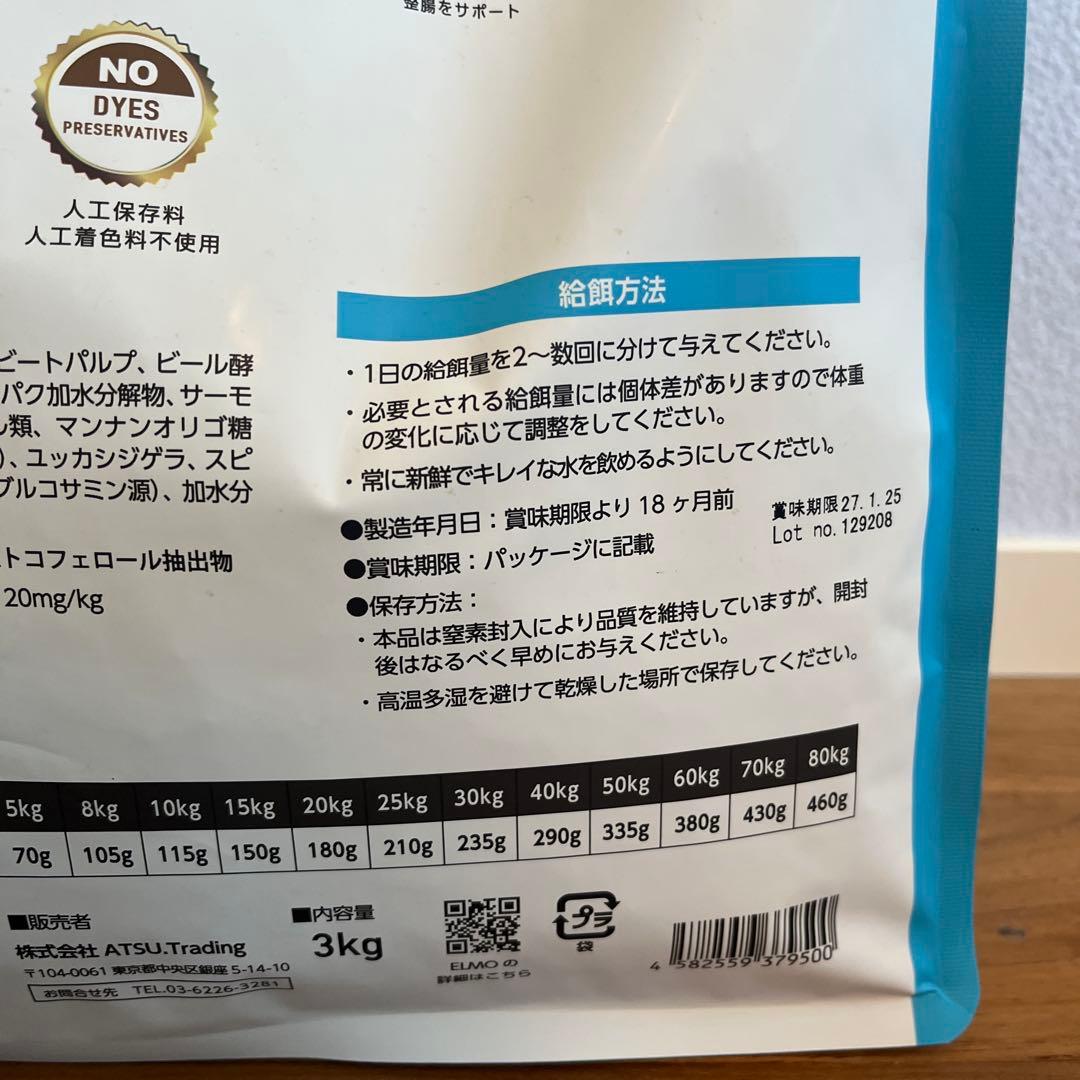 整腸をサポート
NO
DYES
PRESERVATIVES
人工保存料
人工着色料不使用
ビートパルプ、ビール酵
パク加水分解物、サーモ
ル類、マンナンオリゴ糖
)、ユッカシジゲラ、スピ
グルコサミン源)、加水分
トコフェロール抽出物
20mg/kg
給餌方法
・1日の給餌量を2〜数回に分けて与えてください。
・必要とされる給餌量には個体差がありますので体重
の変化に応じて調整をしてください。
・常に新鮮でキレイな水を飲めるようにしてください。
●製造年月日：賞味期限より18ヶ月前
●賞味期限：パッケージに記載
賞味期限27.1.25
Lot no.129208
●保存方法：
・本品は窒素封入により品質を維持していますが、開封
後はなるべく早めにお与えください。
・高温多湿を避けて乾燥した場所で保存してください。
5kg 8kg 10kg 15kg 20kg 25kg 30kg 40kg 50kg 60kg 70kg 80kg
70g 105g 115g 150g 180g 210g 235g 290g 335g 380g 430g 460g
■販売者
株式会社 ATSU.Trading
〒104-0061 東京都中央区銀座 5-14-10
お問合せ先 TEL.03-6226-3281
■内容量
3kg
ELMO の
詳細はこちら
プラ
袋
4 582559 379500